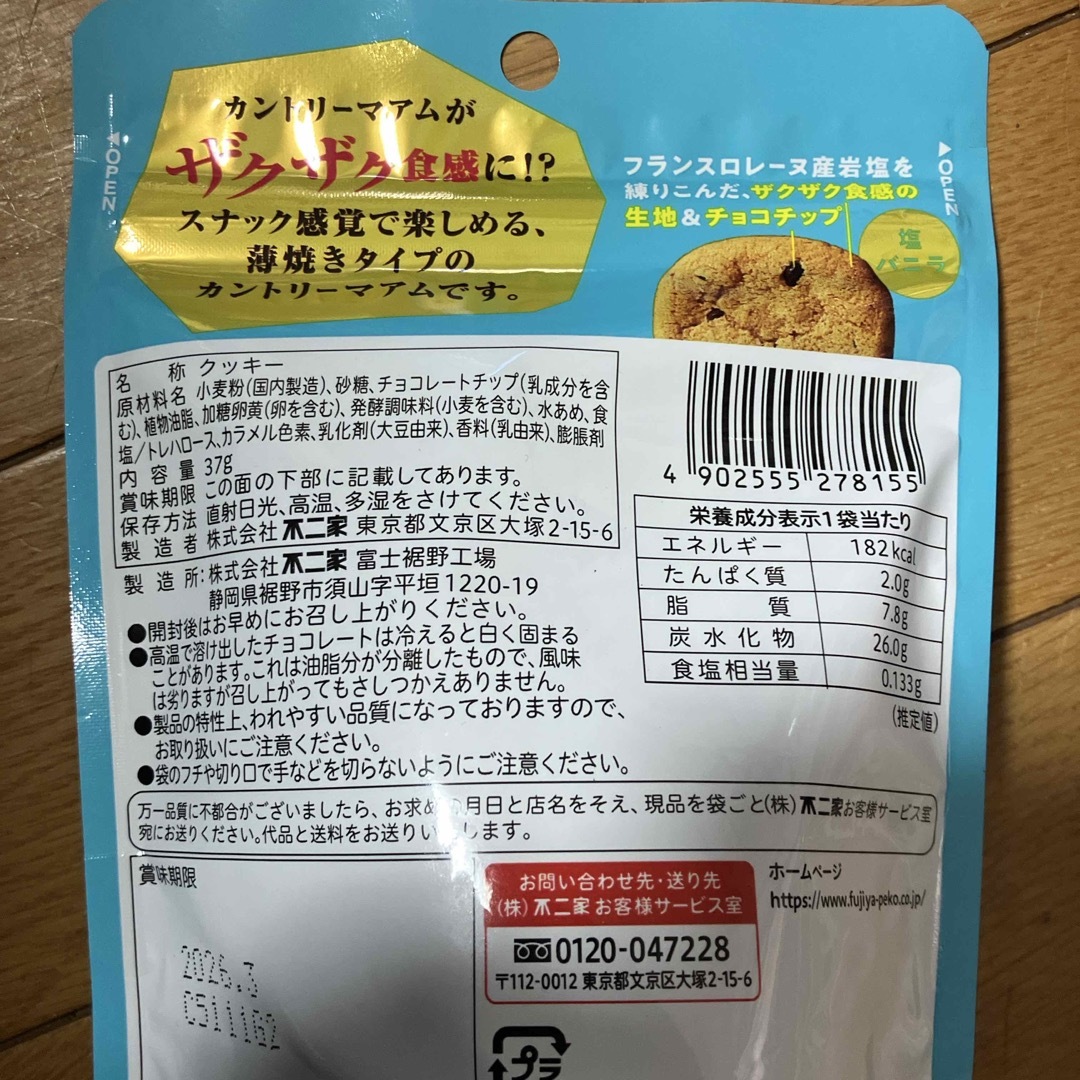 カントリーマアムが
ザクザク食感に!?
スナック感覚で楽しめる、
薄焼きタイプの
カントリーマアムです。
◀OPEN
▶OPEN
フランスロレーヌ産岩塩を
練りこんだ、ザクザク食感の
生地&チョコチップ
塩
バニラ
名称 クッキー
原材料名 小麦粉(国内製造)、砂糖、チョコレートチップ(乳成分を含
む)、植物油脂、加糖卵黄(卵を含む)、発酵調味料(小麦を含む)、水あめ、食
塩/トレハロース、カラメル色素、乳化剤(大豆由来)、香料(乳由来)、膨脹剤
内容量 37g
賞味期限 この面の下部に記載してあります。
保存方法 直射日光、高温、多湿をさけてください。
製造者 株式会社 不二家 東京都文京区大塚2-15-6
製造所:株式会社 不二家 富士裾野工場
静岡県裾野市須山字平垣1220-19
●開封後はお早めにお召し上がりください。
●高温で溶け出したチョコレートは冷えると白く固まる
ことがあります。これは油脂分が分離したもので、風味
は劣りますが召し上がってもさしつかえありません。
●製品の特性上、われやすい品質になっておりますので、
お取り扱いにご注意ください。
●袋のフチや切り口で手などを切らないようにご注意ください。
4 902555 278155
栄養成分表示1袋当たり
エネルギー 182kcal
たんぱく質 2.0g
脂質 7.8g
炭水化物 26.0g
食塩相当量 0.133g
(推定値)
万一品質に不都合がございましたら、お求め 月日と店名をそえ、現品を袋ごと(株)不二家お客様サービス室
宛にお送りください。代品と送料をお送りい します。
賞味期限
2026.3
C511162
お問い合わせ先・送り先
(株)不二家お客様サービス室
0120-047228
〒112-0012 東京都文京区大塚2-15-6
ホームページ
https://www.fujiya-peko.co.jp/
プラ